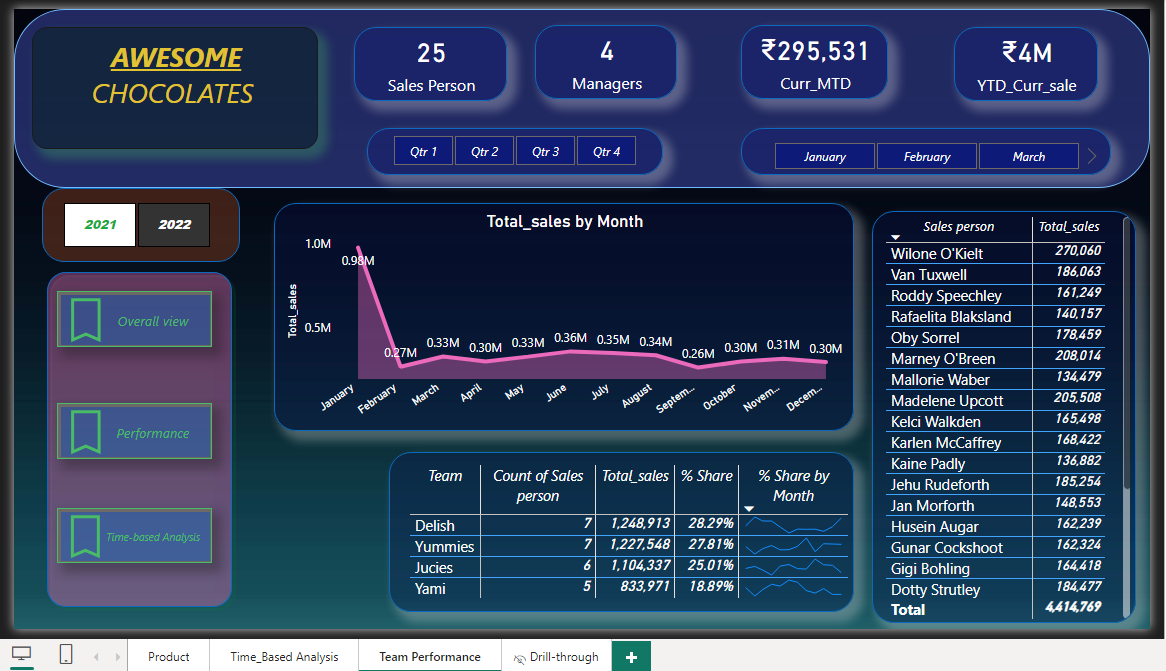 AWESOME
CHOCOLATES
25
Sales Person
4
Managers
₹295,531
Curr_MTD
₹4M
YTD_Curr_sale
Qtr 1 Qtr 2 Qtr 3 Qtr 4
January February March
2021 2022
Overall view
Performance
Time-based Analysis
Total_sales by Month
Total_sales
1.0M
0.5M
0.98M 0.27M 0.33M 0.30M 0.33M 0.36M 0.35M 0.34M 0.26M 0.30M 0.31M 0.30M
January February March April May June July August Septem... October Novem... Decem...
Team Count of Sales person Total_sales % Share % Share by Month
Delish 7 1,248,913 28.29%
Yummies 7 1,227,548 27.81%
Jucies 6 1,104,337 25.01%
Yami 5 833,971 18.89%
Sales person Total_sales
Wilone O'Kielt 270,060
Van Tuxwell 186,063
Roddy Speechley 161,249
Rafaelita Blaksland 140,157
Oby Sorrel 178,459
Marney O'Breen 208,014
Mallorie Waber 134,479
Madelene Upcott 205,508
Kelci Walkden 165,498
Karlen McCaffrey 168,422
Kaine Padly 136,882
Jehu Rudeforth 185,254
Jan Morforth 148,553
Husein Augar 162,239
Gunar Cockshoot 162,324
Gigi Bohling 164,418
Dotty Strutley 184,477
Total 4,414,769
Product Time_Based Analysis Team Performance Drill-through +